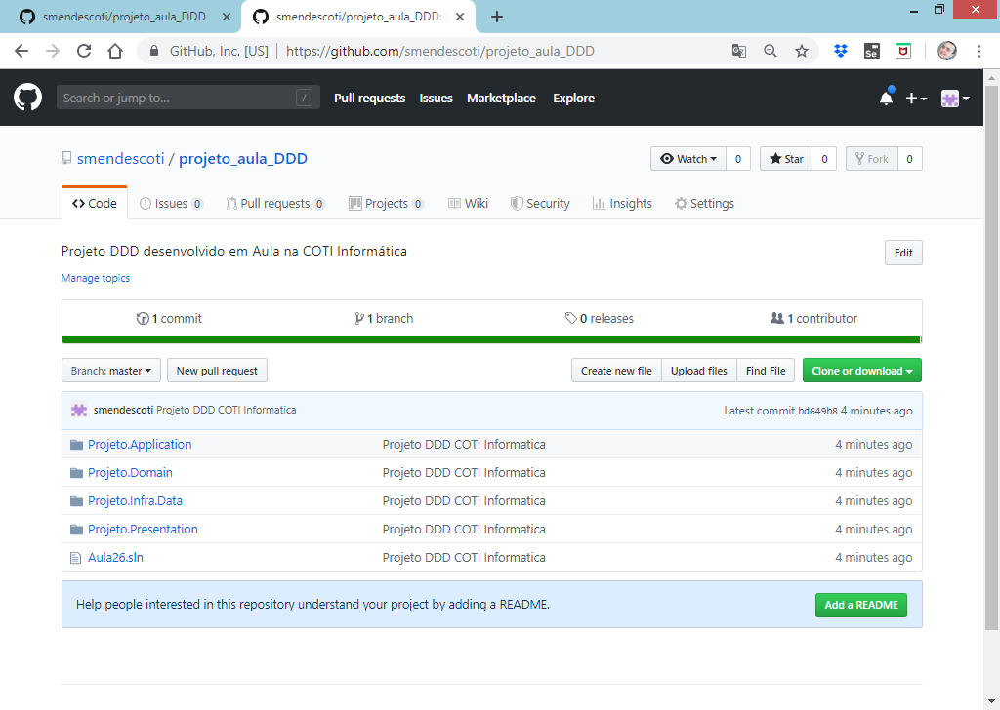 smendescoti/projeto_aula_DDD
smendescoti/projeto_aula_DDD:
GitHub, Inc. [US] | https://github.com/smendescoti/projeto_aula_DDD
Search or jump to... / Pull requests Issues Marketplace Explore
smendescoti / projeto_aula_DDD Watch 0 Star 0 Fork 0
Code Issues 0 Pull requests 0 Projects 0 Wiki Security Insights Settings
Projeto DDD desenvolvido em Aula na COTI Informática Edit
Manage topics
1 commit 1 branch 0 releases 1 contributor
Branch: master New pull request Create new file Upload files Find File Clone or download
smendescoti Projeto DDD COTI Informatica Latest commit bd649b8 4 minutes ago
Projeto.Application Projeto DDD COTI Informatica 4 minutes ago
Projeto.Domain Projeto DDD COTI Informatica 4 minutes ago
Projeto.Infra.Data Projeto DDD COTI Informatica 4 minutes ago
Projeto.Presentation Projeto DDD COTI Informatica 4 minutes ago
Aula26.sln Projeto DDD COTI Informatica 4 minutes ago
Help people interested in this repository understand your project by adding a README. Add a README